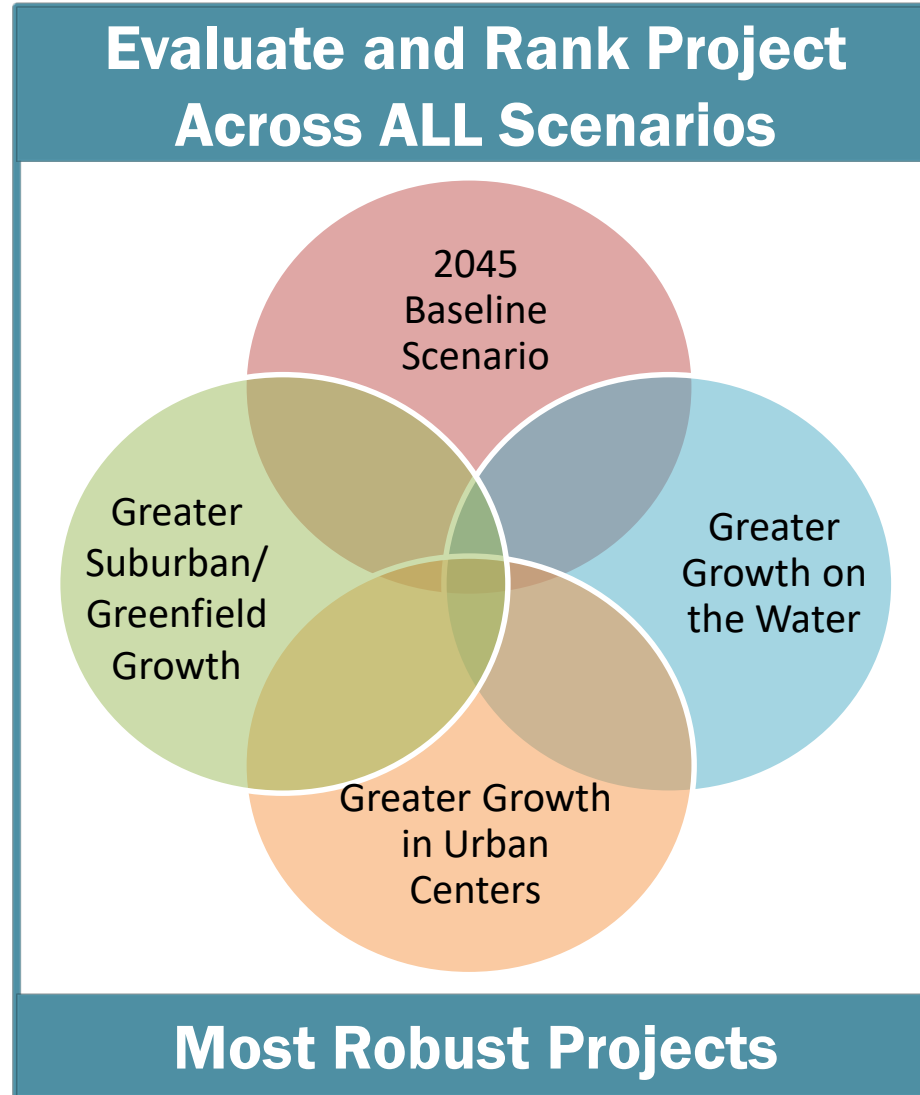 Evaluate and Rank Project
Across ALL Scenarios
2045
Baseline
Scenario
Greater
Suburban/
Greenfield
Growth
Greater
Growth on
the Water
Greater Growth
in Urban
Centers
Most Robust Projects